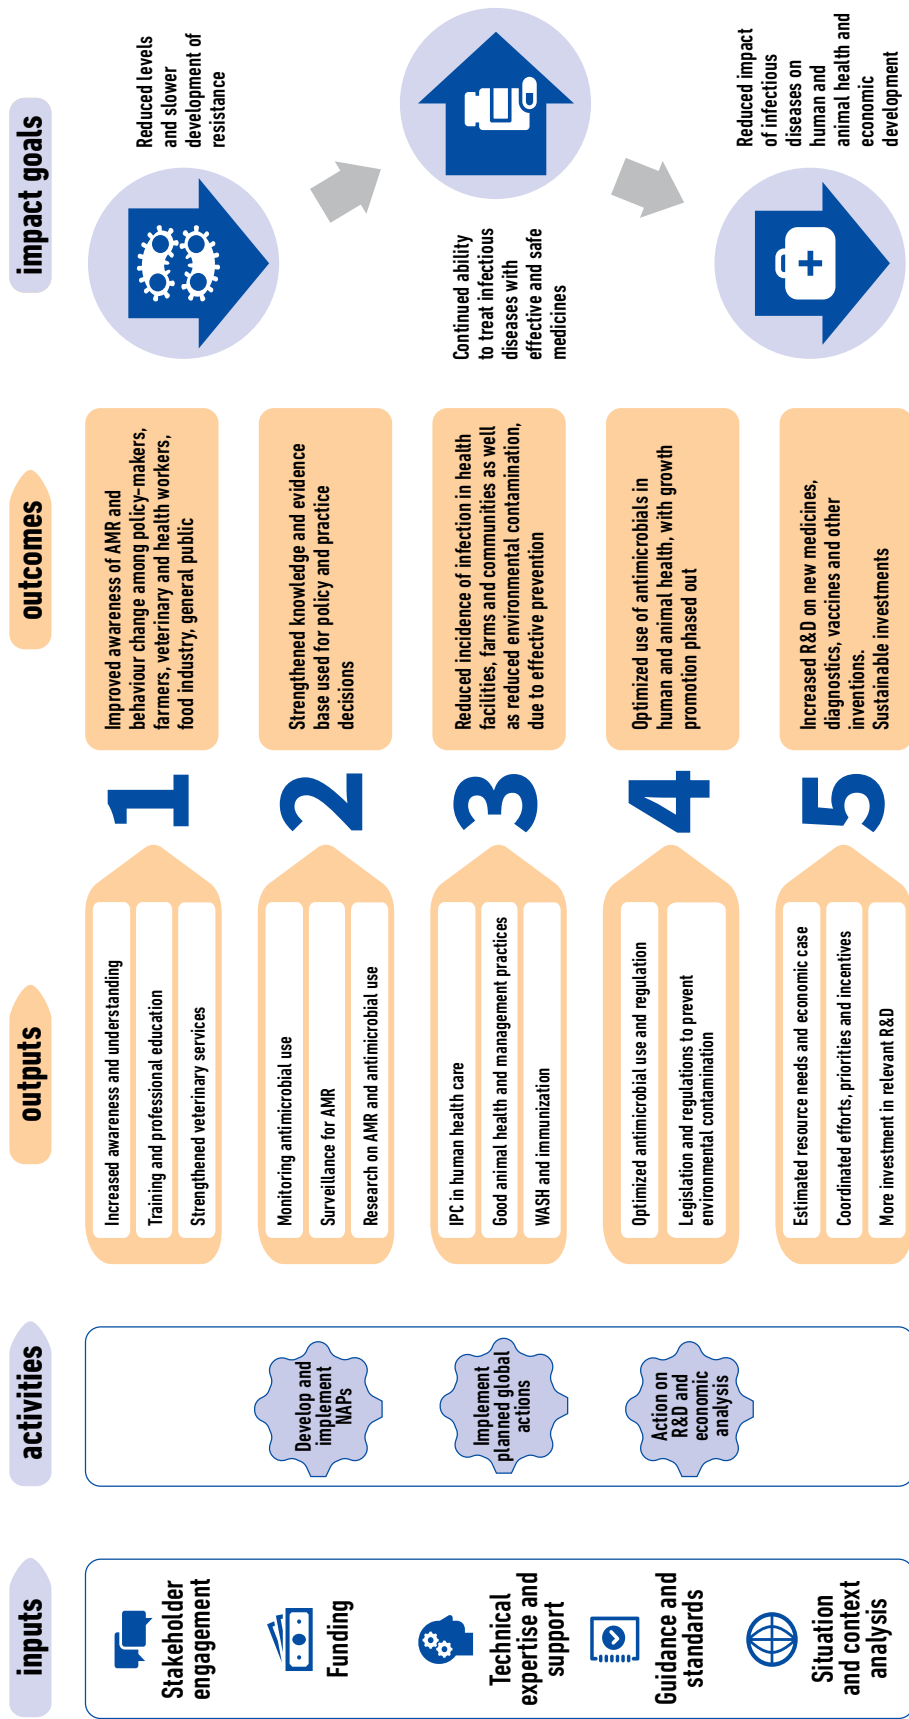 inputs
Stakeholder
engagement
Funding
Technical
expertise and
support
Guidance and
standards
Situation
and context
analysis
activities
Develop and
implement
NAPs
Implement
planned global
actions
Action on
R&D and
economic
analysis
outputs
Increased awareness and understanding
Training and professional education
Strengthened veterinary services
Monitoring antimicrobial use
Surveillance for AMR
Research on AMR and antimicrobial use
IPC in human health care
Good animal health and management practices
WASH and immunization
Optimized antimicrobial use and regulation
Legislation and regulations to prevent
environmental contamination
Estimated resource needs and economic case
Coordinated efforts, priorities and incentives
More investment in relevant R&D
outcomes
1
Improved awareness of AMR and
behaviour change among policy-makers,
farmers, veterinary and health workers,
food industry, general public
2
Strengthened knowledge and evidence
base used for policy and practice
decisions
3
Reduced incidence of infection in health
facilities, farms and communities as well
as reduced environmental contamination,
due to effective prevention
4
Optimized use of antimicrobials in
human and animal health, with growth
promotion phased out
5
Increased R&D on new medicines,
diagnostics, vaccines and other
inventions.
Sustainable investments
impact goals
Reduced levels
and slower
development of
resistance
Continued ability
to treat infectious
diseases with
effective and safe
medicines
Reduced impact
of infectious
diseases on
human and
animal health and
economic
development